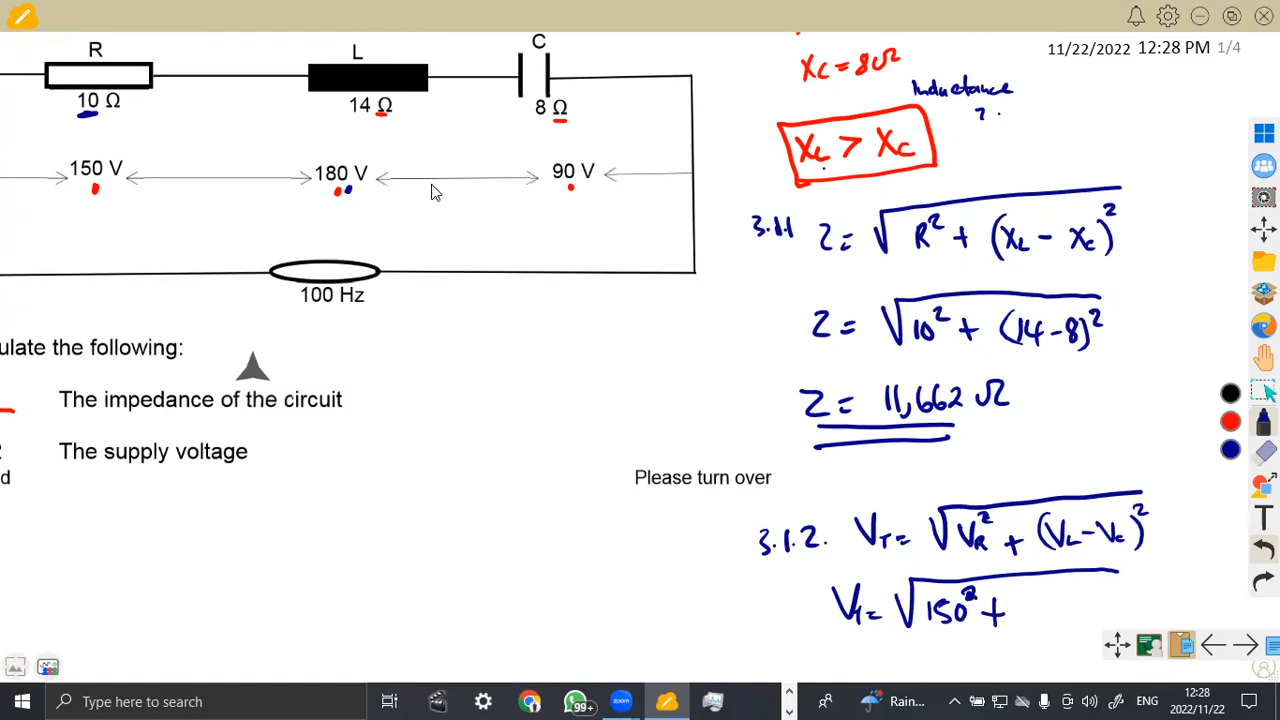 11/22/2022 12:28 PM 1/4
R
L
C
10 Ω
14 Ω
8 Ω
150 V
180 V
90 V
100 Hz
ulate the following:
The impedance of the circuit
The supply voltage
d
Please turn over
XC = 8Ω
Inductance
? .
XL > XC
3.1.1 Z = √R² + (XL - XC)²
Z = √10² + (14-8)²
Z = 11,662 Ω
3.1.2. VT = √VR² + (VL-VC)²
VT = √150² +
T
Type here to search
99+
zoom
Rain...
ENG
12:28
2022/11/22